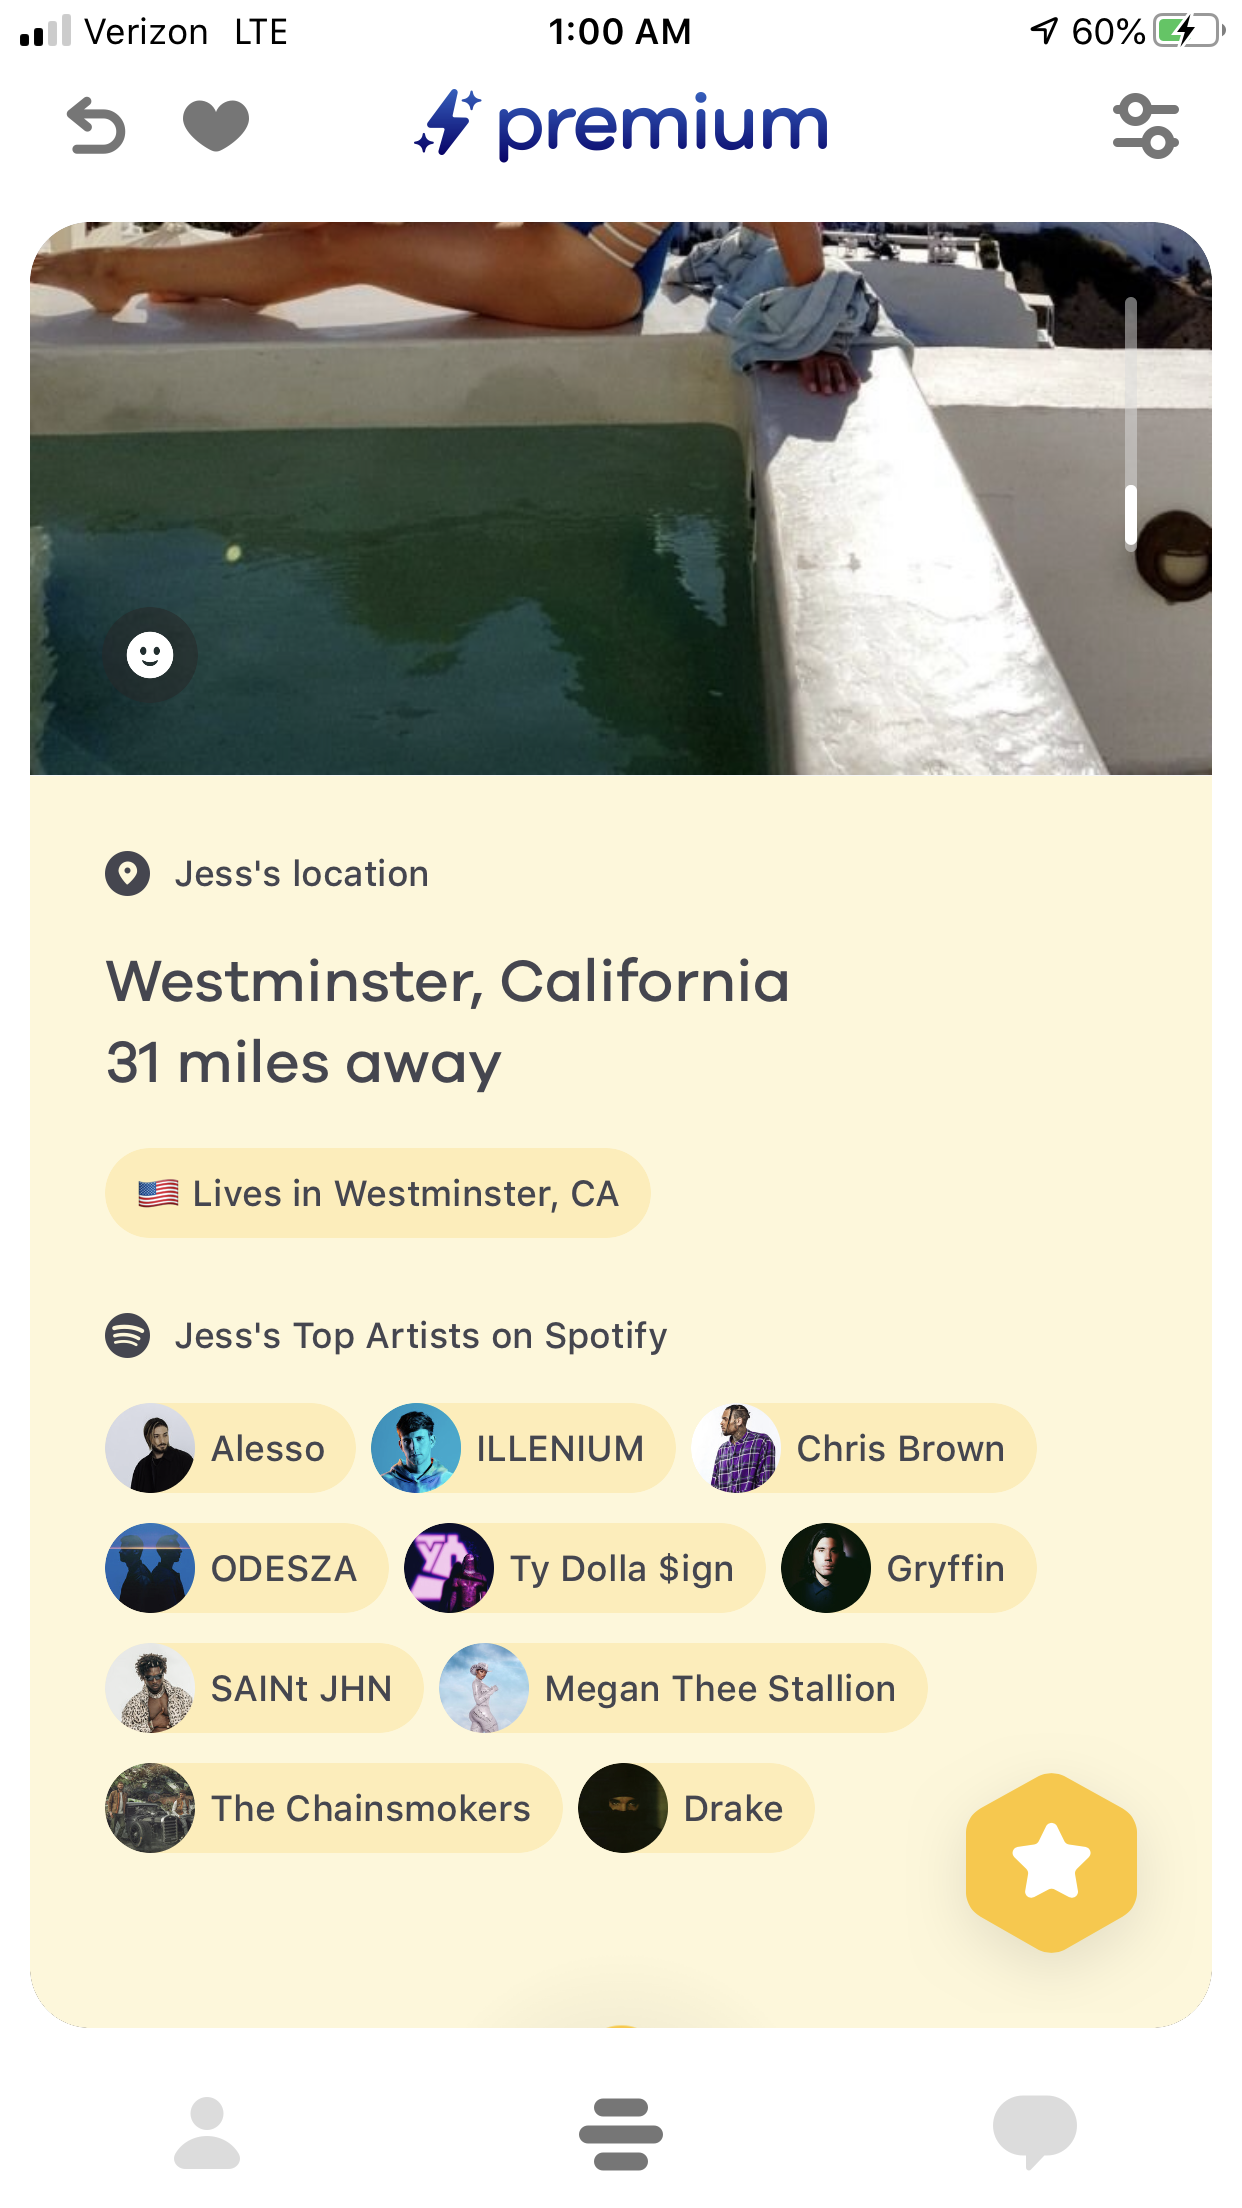 Verizon LTE 1:00 AM 60%
premium
Jess's location
Westminster, California
31 miles away
🇺🇸 Lives in Westminster, CA
Jess's Top Artists on Spotify
Alesso ILLENIUM Chris Brown
ODESZA Ty Dolla $ign Gryffin
SAINt JHN Megan Thee Stallion
The Chainsmokers Drake